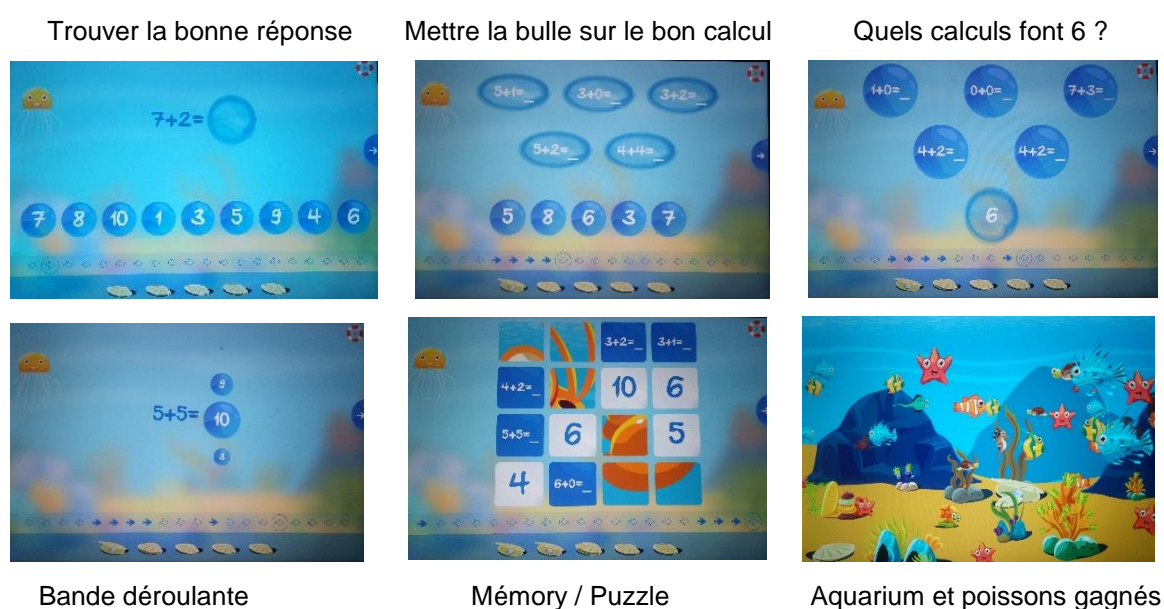 Trouver la bonne réponse
Mettre la bulle sur le bon calcul
Quels calculs font 6 ?
7+2=
7 8 10 1 3 5 9 4 6
5+1=_ 3+0=_ 3+2=_
5+2=_ 4+4=_
5 8 6 3 7
1+0=_ 0+0=_ 7+3=_
4+2=_ 4+2=_
6
9
5+5= 10
3
3+2=_ 3+1=_
4+2=_ 10 6
5+5=_ 6 5
4 6+0=_
Bande déroulante
Mémory / Puzzle
Aquarium et poissons gagnés